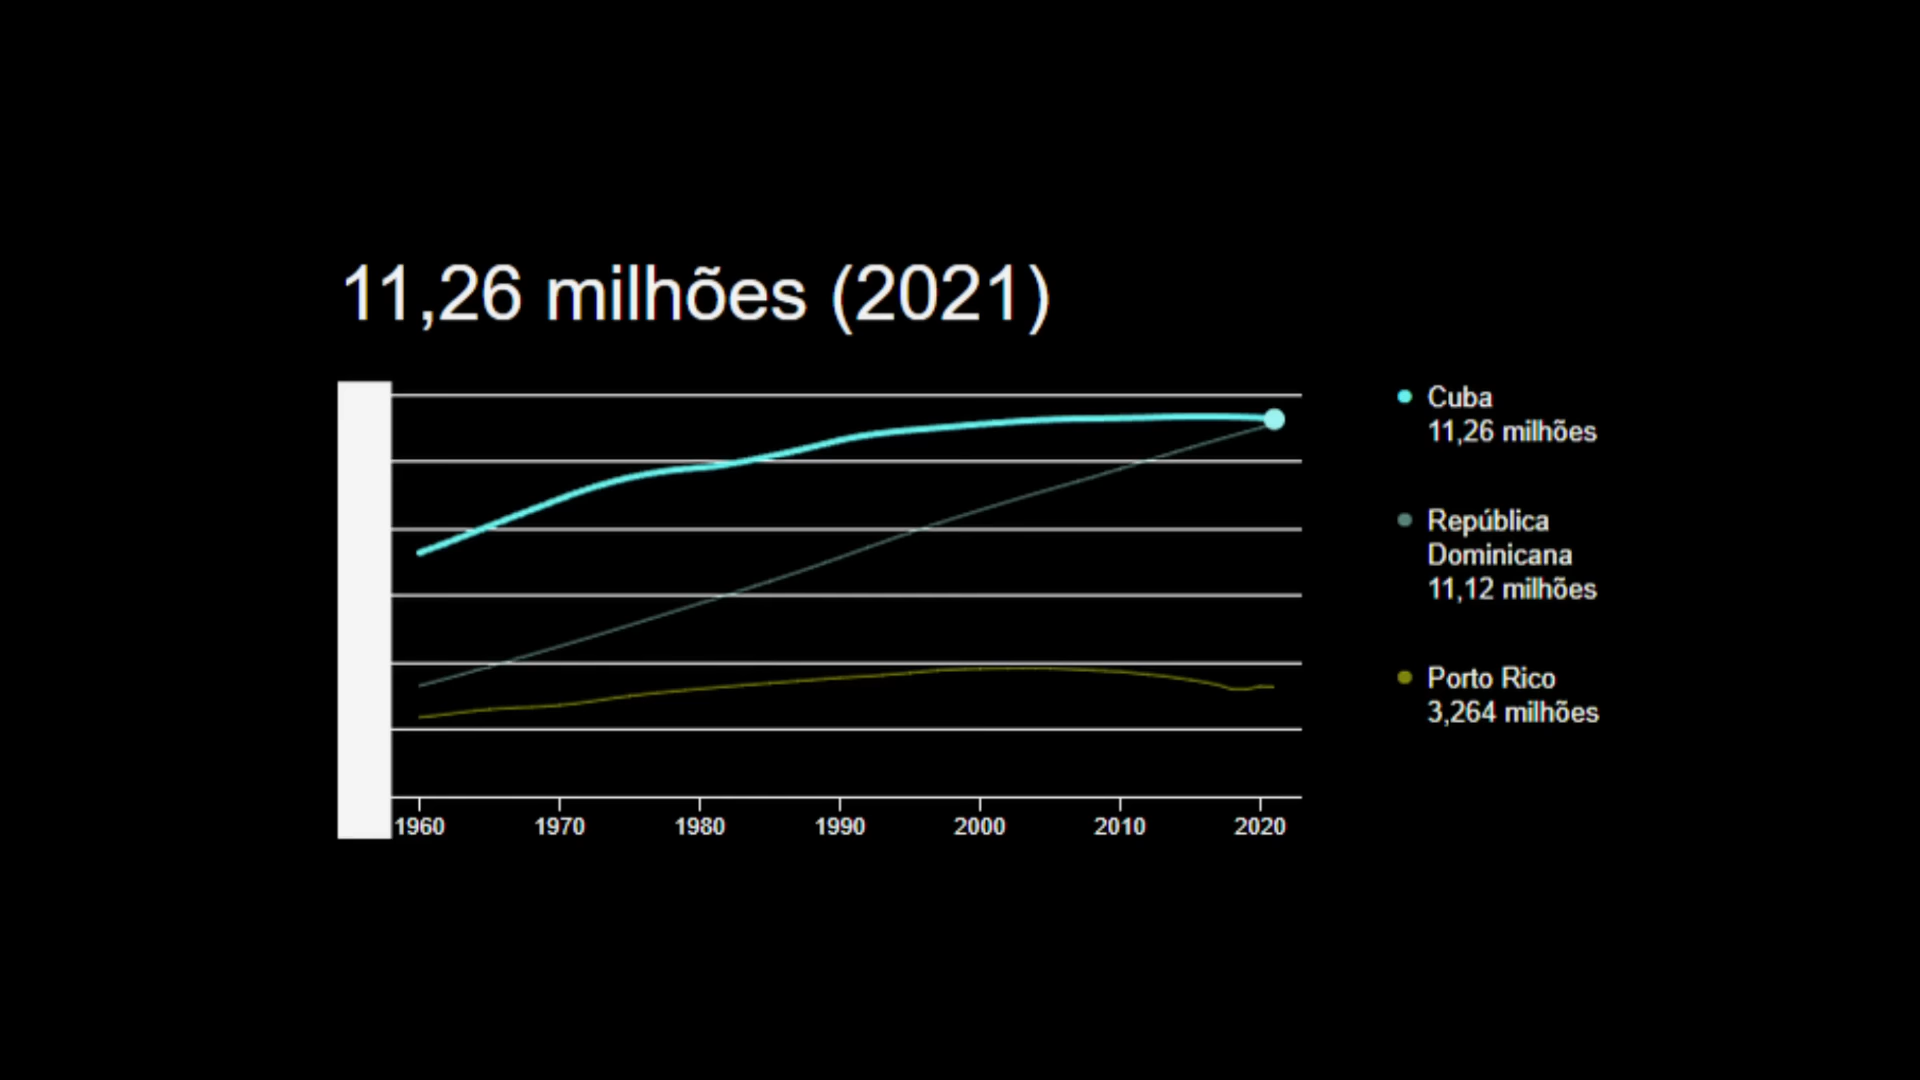 11,26 milhões (2021)
Cuba
11,26 milhões
República
Dominicana
11,12 milhões
Porto Rico
3,264 milhões
1960 1970 1980 1990 2000 2010 2020